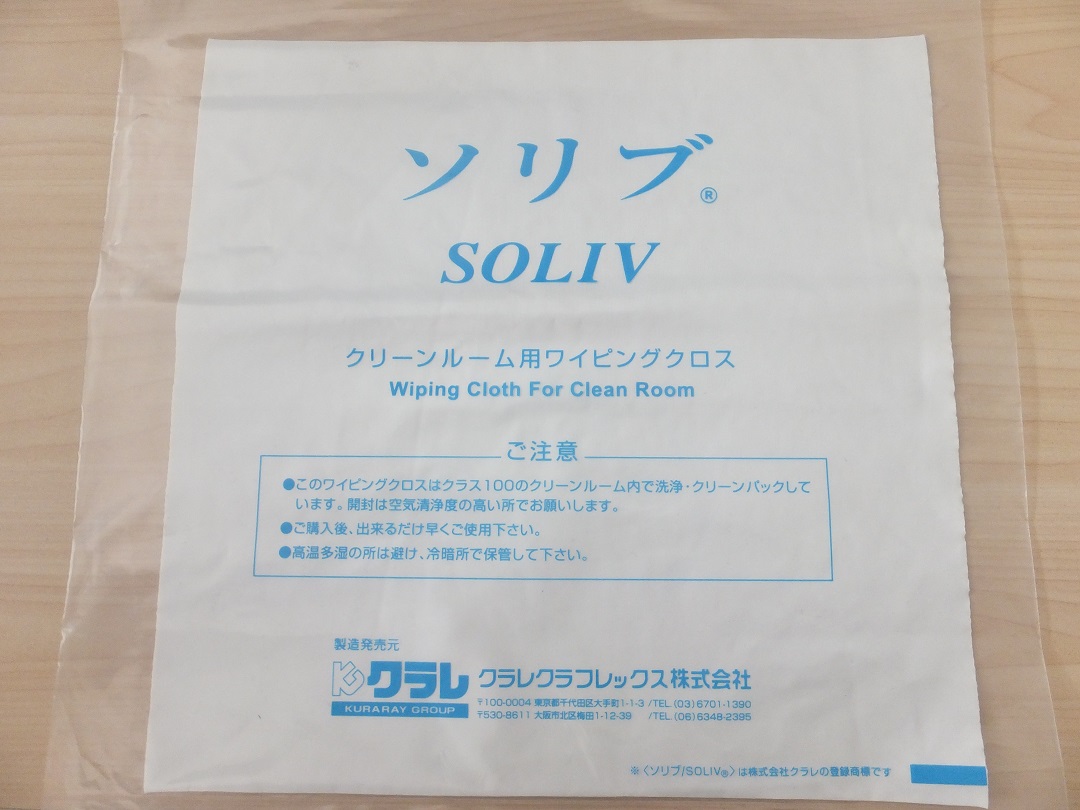 ソリブ®
SOLIV
クリーンルーム用ワイピングクロス
Wiping Cloth For Clean Room
ご注意
●このワイピングクロスはクラス100のクリーンルーム内で洗浄・クリーンパックして
います。開封は空気清浄度の高い所でお願いします。
●ご購入後、出来るだけ早くご使用下さい。
●高温多湿の所は避け、冷暗所で保管して下さい。
製造発売元
クラレ クラレクラフレックス株式会社
KURARAY GROUP
〒100-0004 東京都千代田区大手町1-1-3 /TEL.(03)6701-1390
〒530-8611 大阪市北区梅田1-12-39 /TEL.(06)6348-2395
※〈ソリブ/SOLIV®〉は株式会社クラレの登録商標です